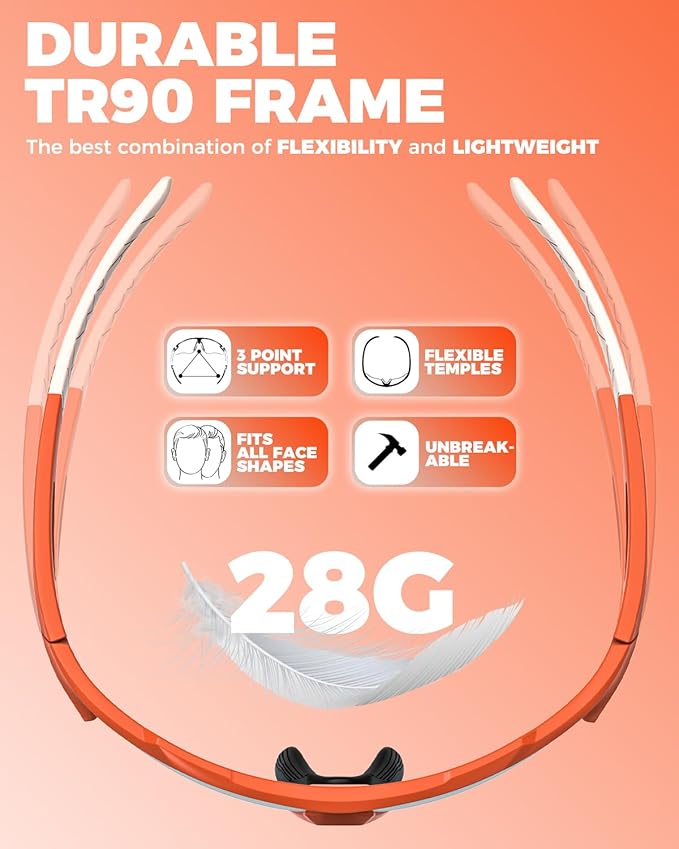 DURABLE
TR90 FRAME
The best combination of FLEXIBILITY and LIGHTWEIGHT
3 POINT
SUPPORT
FLEXIBLE
TEMPLES
FITS
ALL FACE
SHAPES
UNBREAK-
ABLE
28G